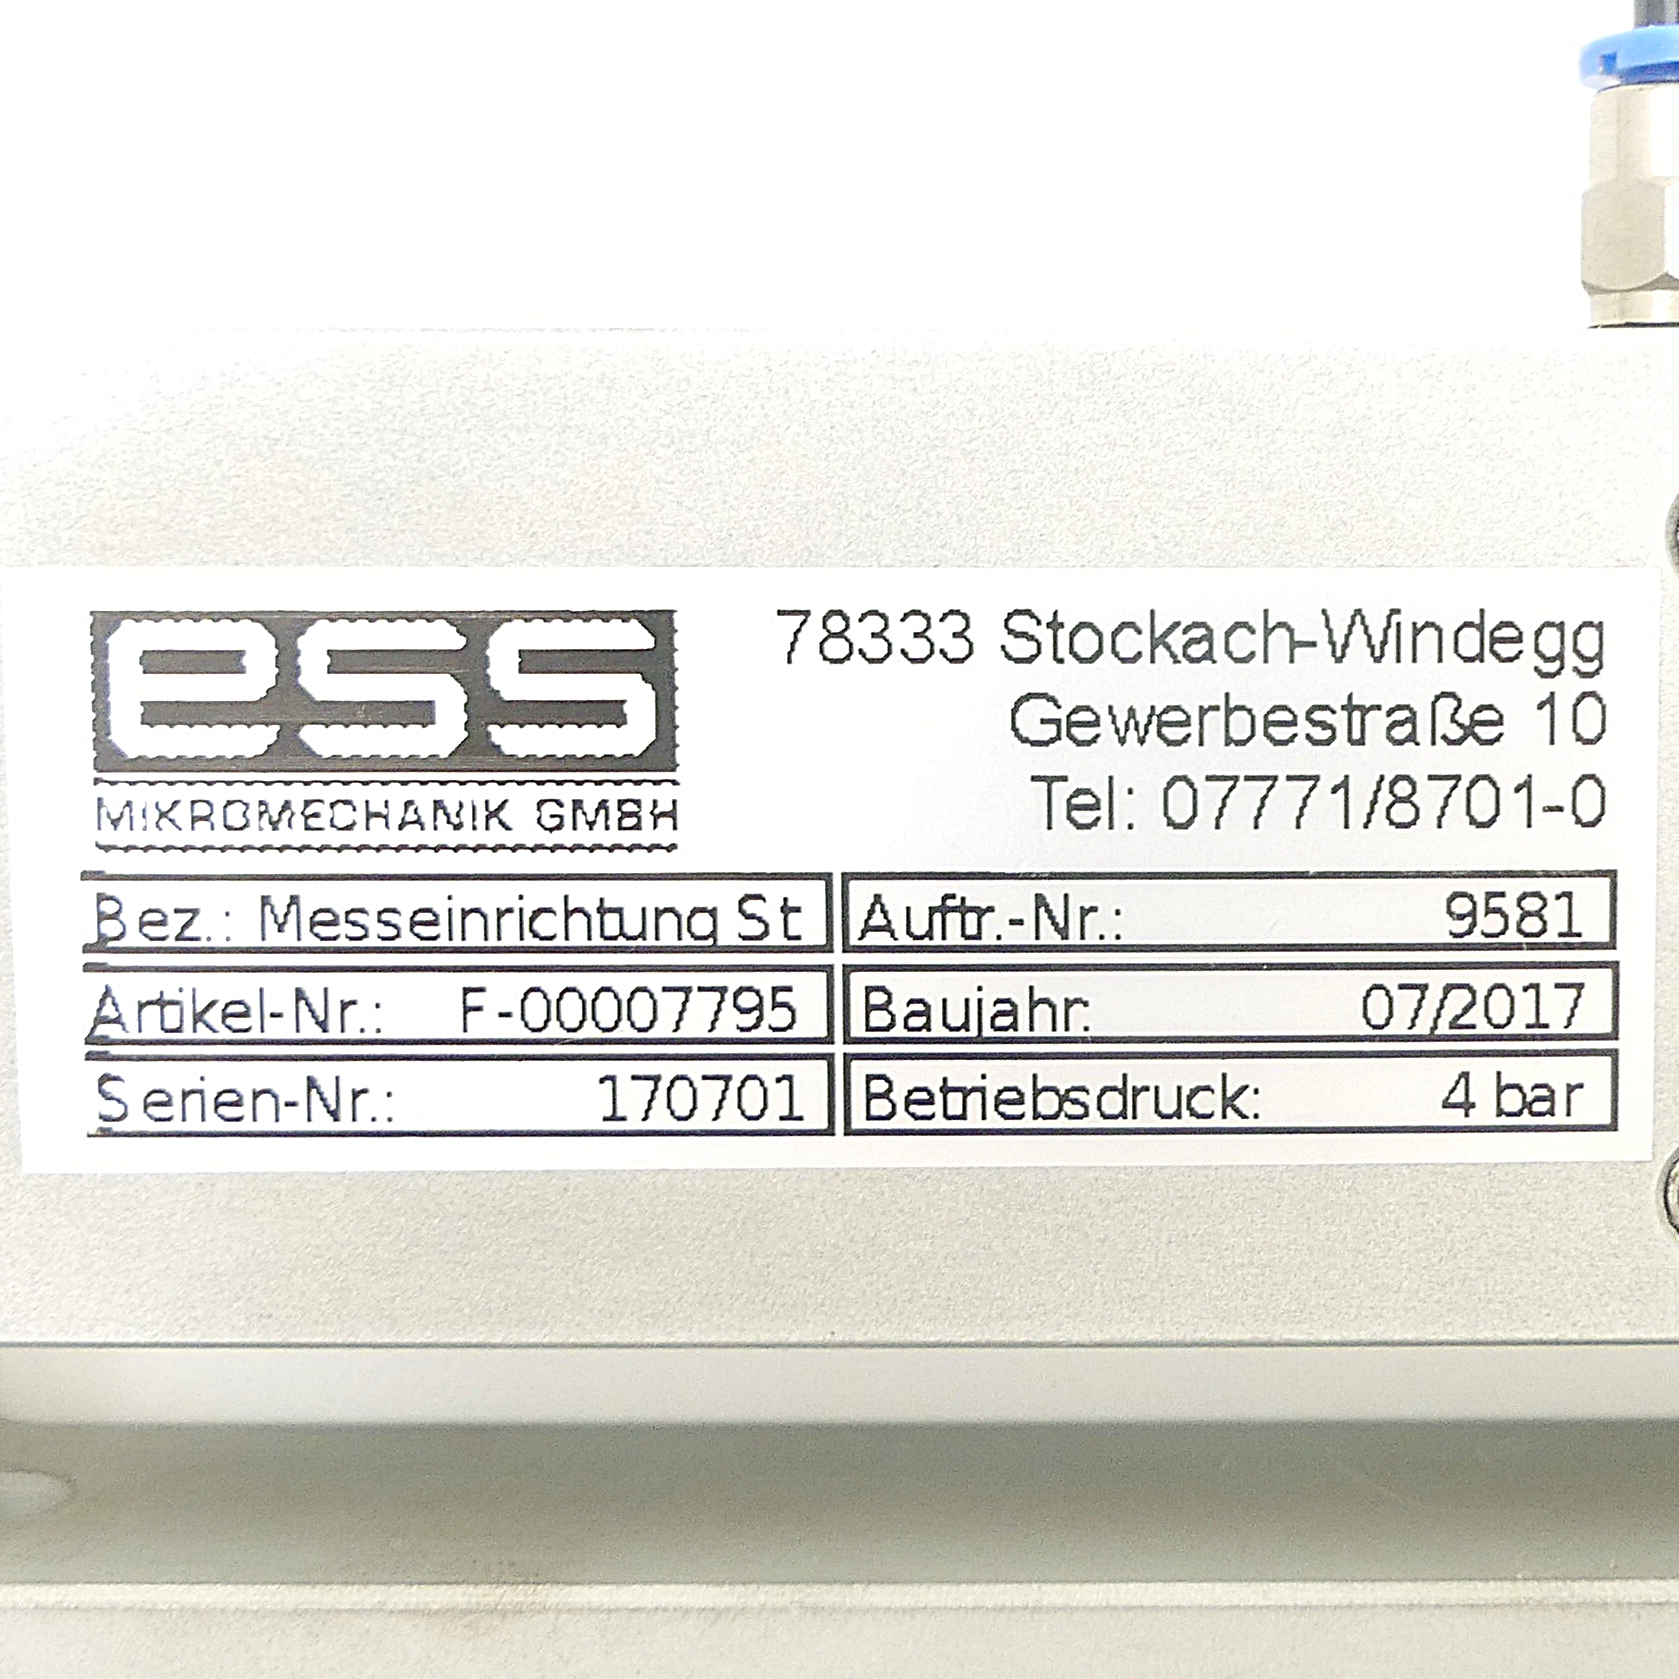 ess
78333 Stockach-Windegg
Gewerbestraße 10
MIKROMECHANIK GMBH
Tel: 07771/8701-0
Bez.: Messeinrichtung St
Auftr.-Nr.: 9581
Artikel-Nr.: F-00007795
Baujahr: 07/2017
Serien-Nr.: 170701
Betriebsdruck: 4 bar